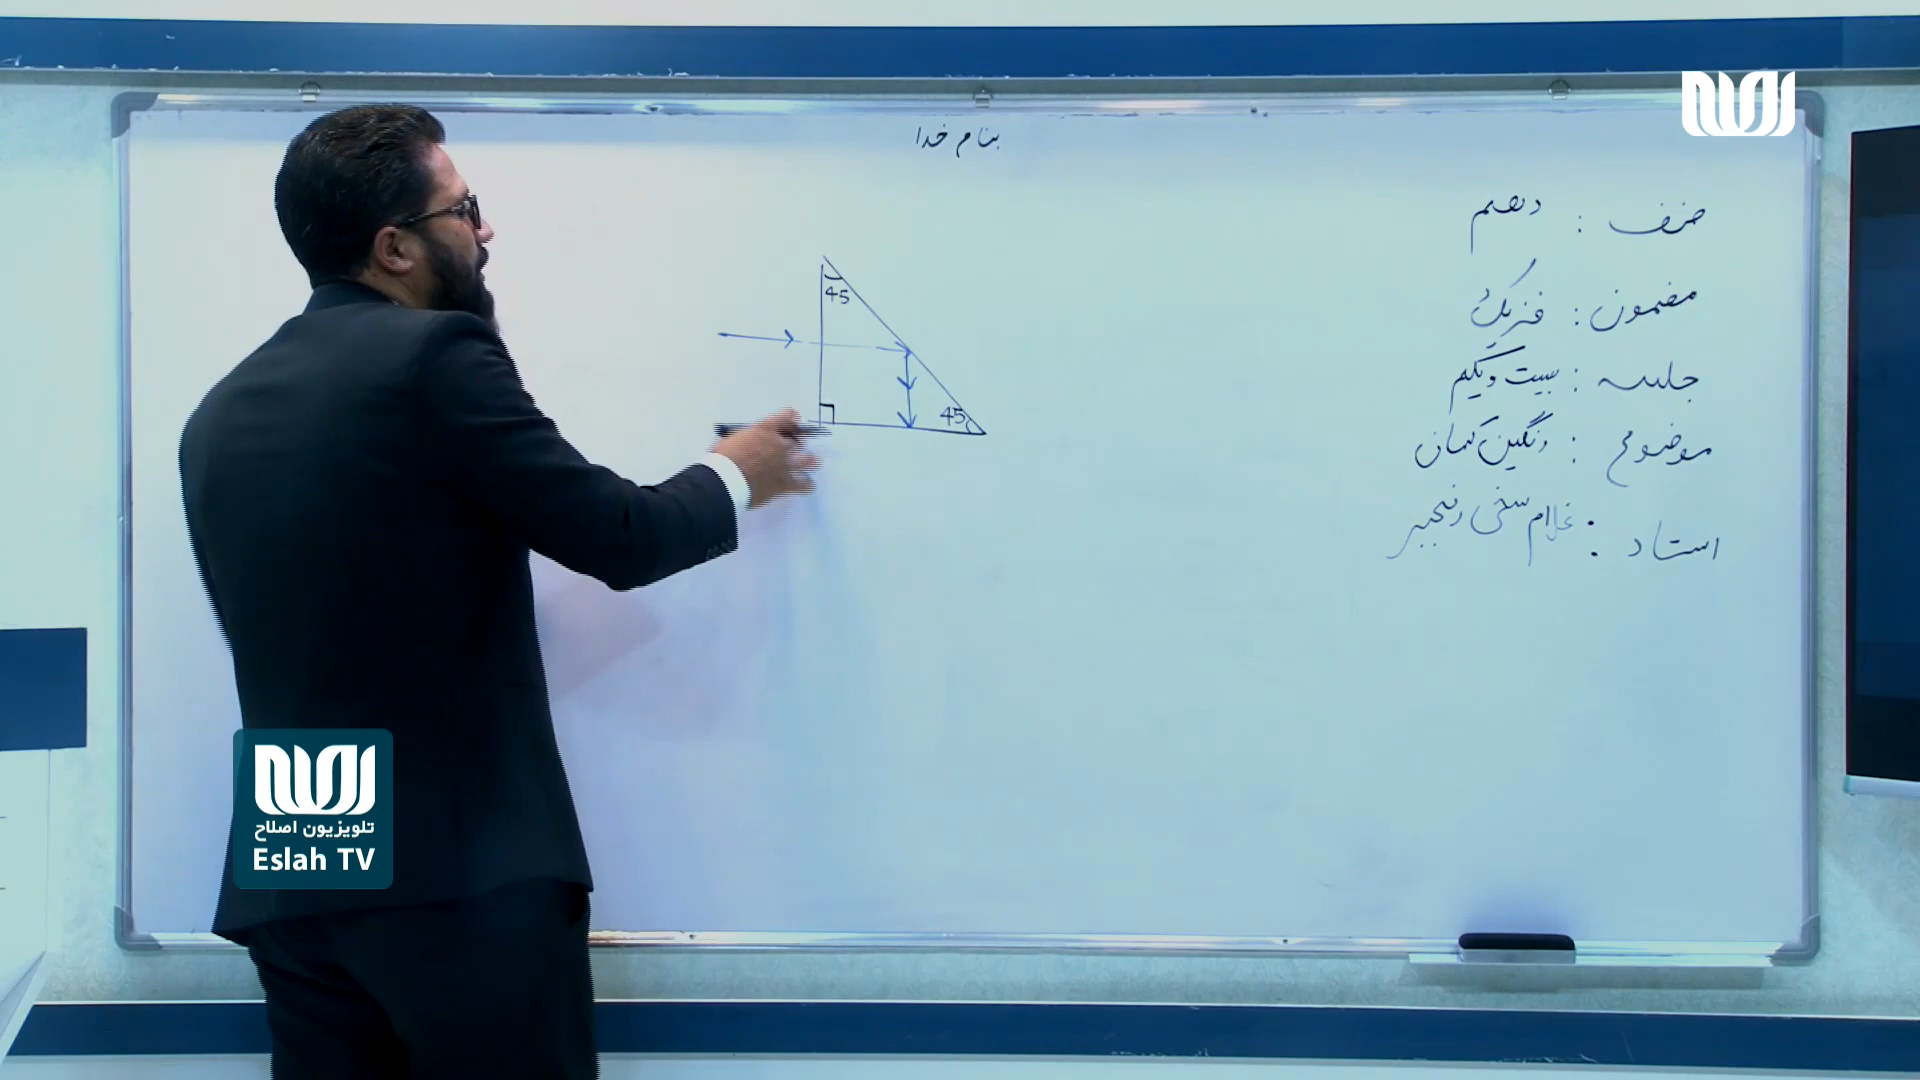 بنام خدا
صنف : دهم
مضمون : فزیک
جلسه : بیست ویکم
موضوع : رنگین کمان
استاد : غلام سخی رنجبر
45
45
تلویزیون اصلاح
Eslah TV